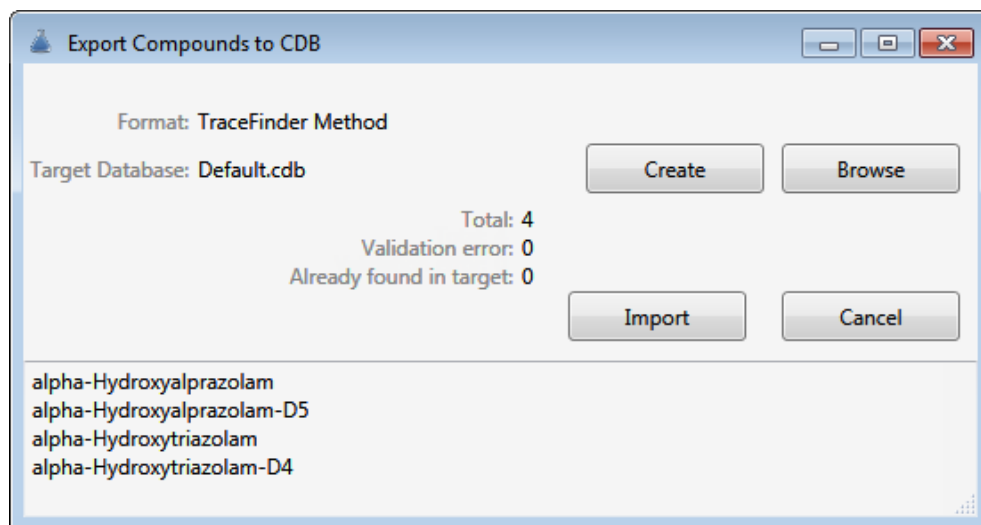 Export Compounds to CDB
Format: TraceFinder Method
Target Database: Default.cdb
Create
Browse
Total: 4
Validation error: 0
Already found in target: 0
Import
Cancel
alpha-Hydroxyalprazolam
alpha-Hydroxyalprazolam-D5
alpha-Hydroxytriazolam
alpha-Hydroxytriazolam-D4